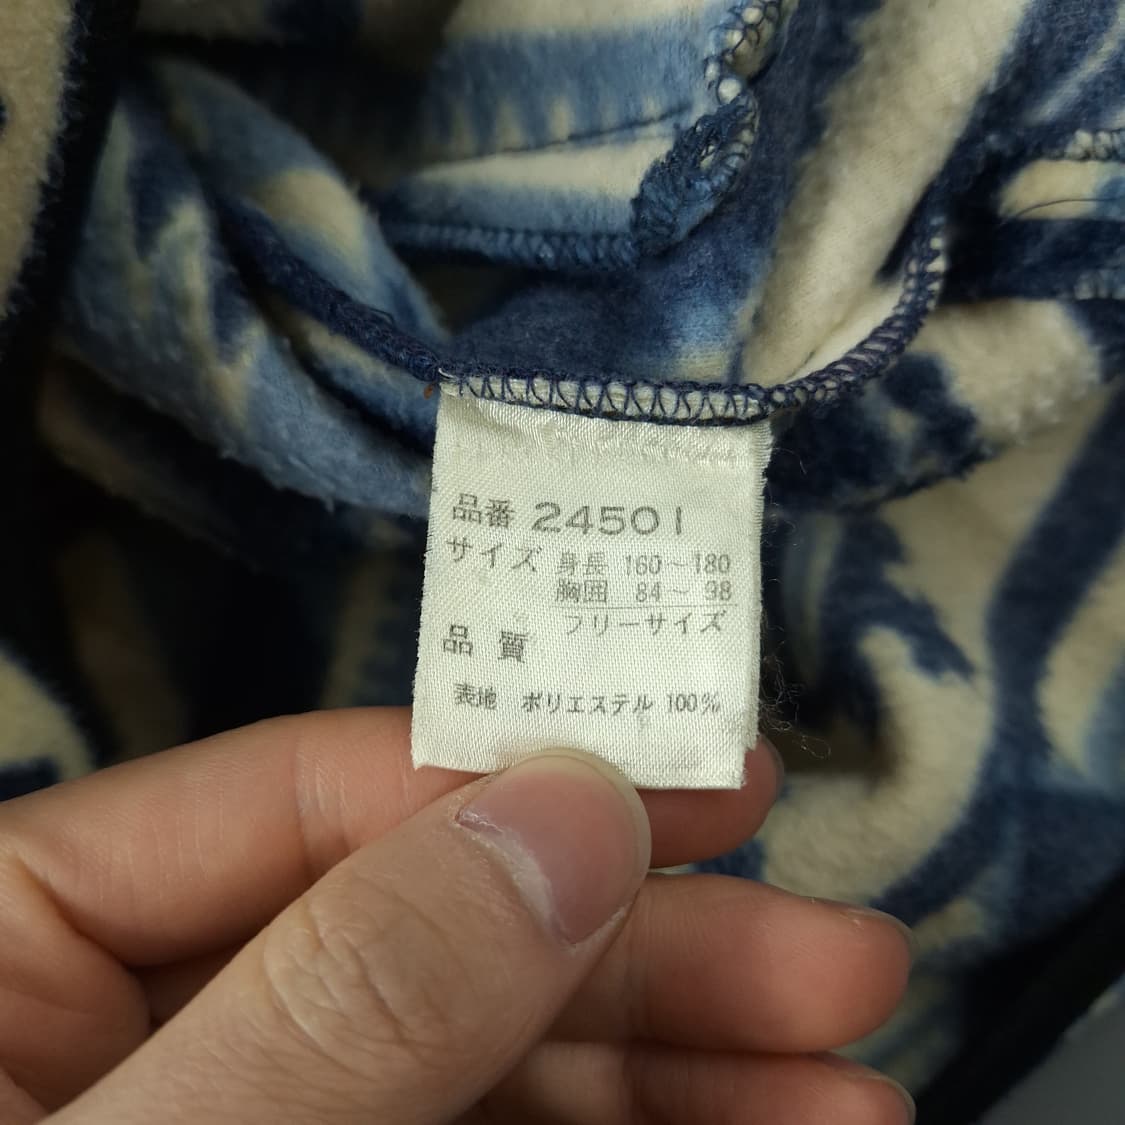 品番 24501
サイズ 身長 160～180
胸囲 84～98
フリーサイズ
品質
表地 ポリエステル 100%